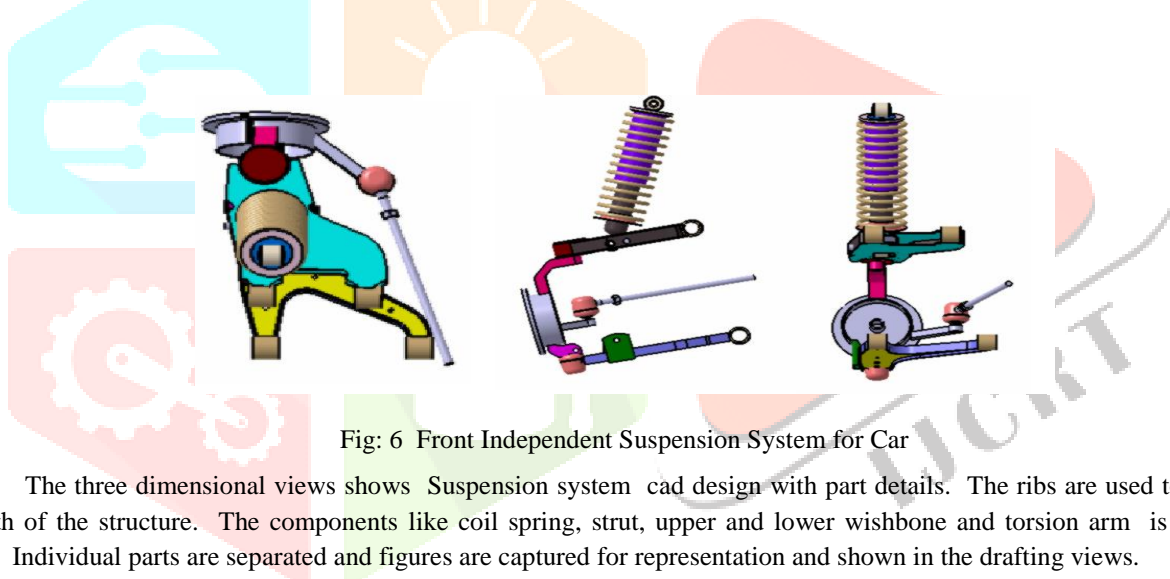 Fig: 6 Front Independent Suspension System for Car
The three dimensional views shows Suspension system cad design with part details. The ribs are used t
h of the structure. The components like coil spring, strut, upper and lower wishbone and torsion arm is
Individual parts are separated and figures are captured for representation and shown in the drafting views.
IJCRT